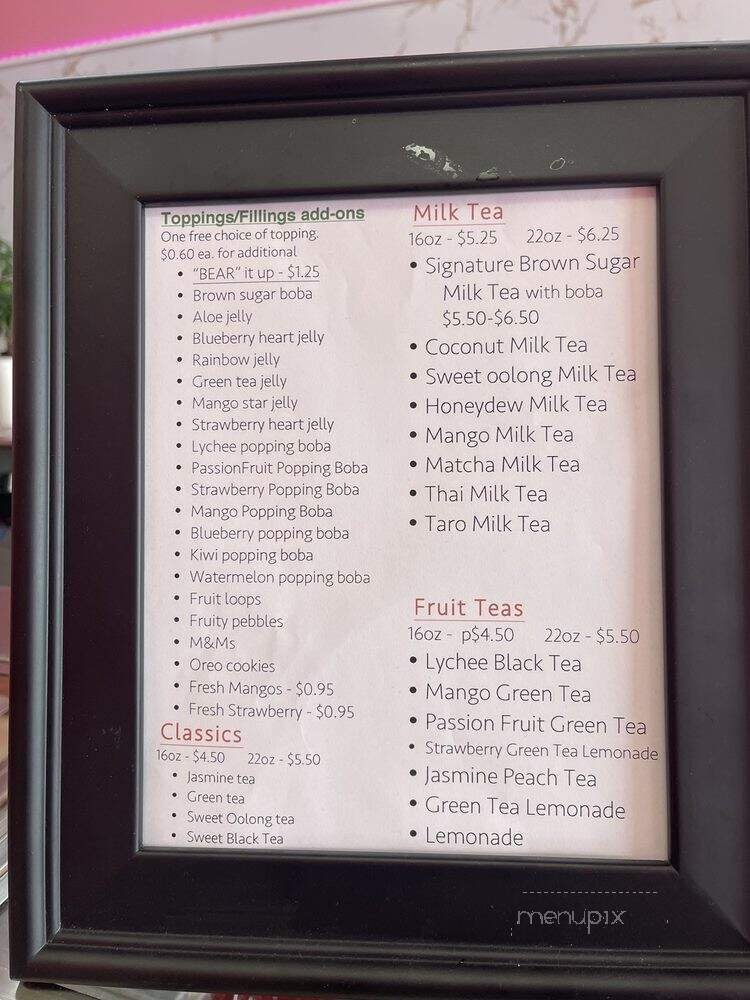 Toppings/Fillings add-ons
One free choice of topping.
$0.60 ea. for additional
• "BEAR" it up - $1.25
• Brown sugar boba
• Aloe jelly
• Blueberry heart jelly
• Rainbow jelly
• Green tea jelly
• Mango star jelly
• Strawberry heart jelly
• Lychee popping boba
• PassionFruit Popping Boba
• Strawberry Popping Boba
• Mango Popping Boba
• Blueberry popping boba
• Kiwi popping boba
• Watermelon popping boba
• Fruit loops
• Fruity pebbles
• M&Ms
• Oreo cookies
• Fresh Mangos - $0.95
• Fresh Strawberry - $0.95
Classics
16oz - $4.50 22oz - $5.50
• Jasmine tea
• Green tea
• Sweet Oolong tea
• Sweet Black Tea
Milk Tea
16oz - $5.25 22oz - $6.25
• Signature Brown Sugar
Milk Tea with boba
$5.50-$6.50
• Coconut Milk Tea
• Sweet oolong Milk Tea
• Honeydew Milk Tea
• Mango Milk Tea
• Matcha Milk Tea
• Thai Milk Tea
• Taro Milk Tea
Fruit Teas
16oz - p$4.50 22oz - $5.50
• Lychee Black Tea
• Mango Green Tea
• Passion Fruit Green Tea
• Strawberry Green Tea Lemonade
• Jasmine Peach Tea
• Green Tea Lemonade
• Lemonade
menupix